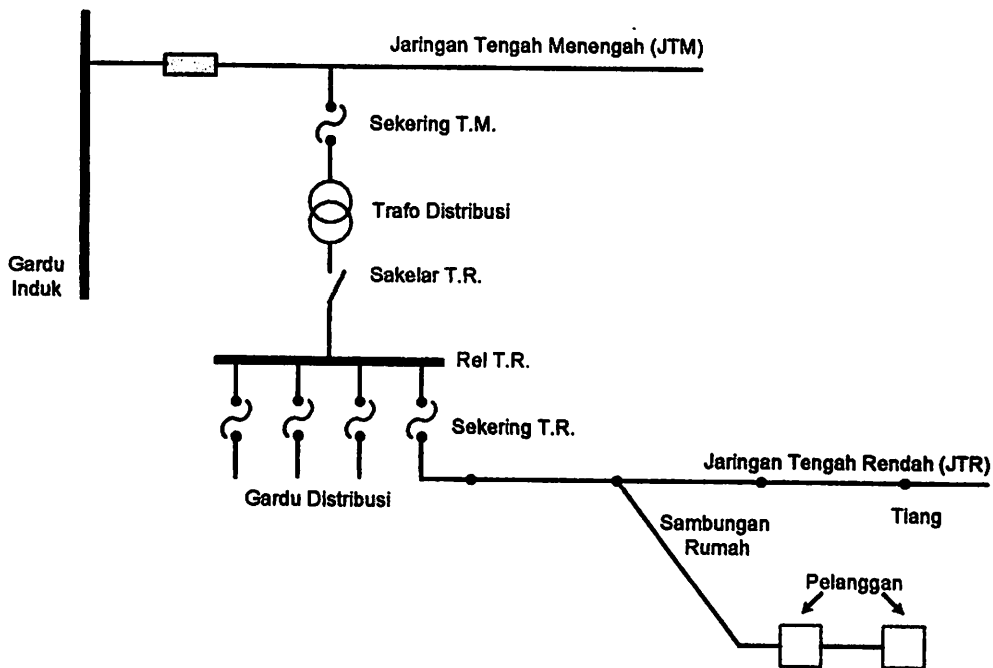 Jaringan Tengah Menengah (JTM)
Sekering T.M.
Trafo Distribusi
Gardu
Induk
Sakelar T.R.
Rel T.R.
Sekering T.R.
Gardu Distribusi
Jaringan Tengah Rendah (JTR)
Tiang
Sambungan
Rumah
Pelanggan